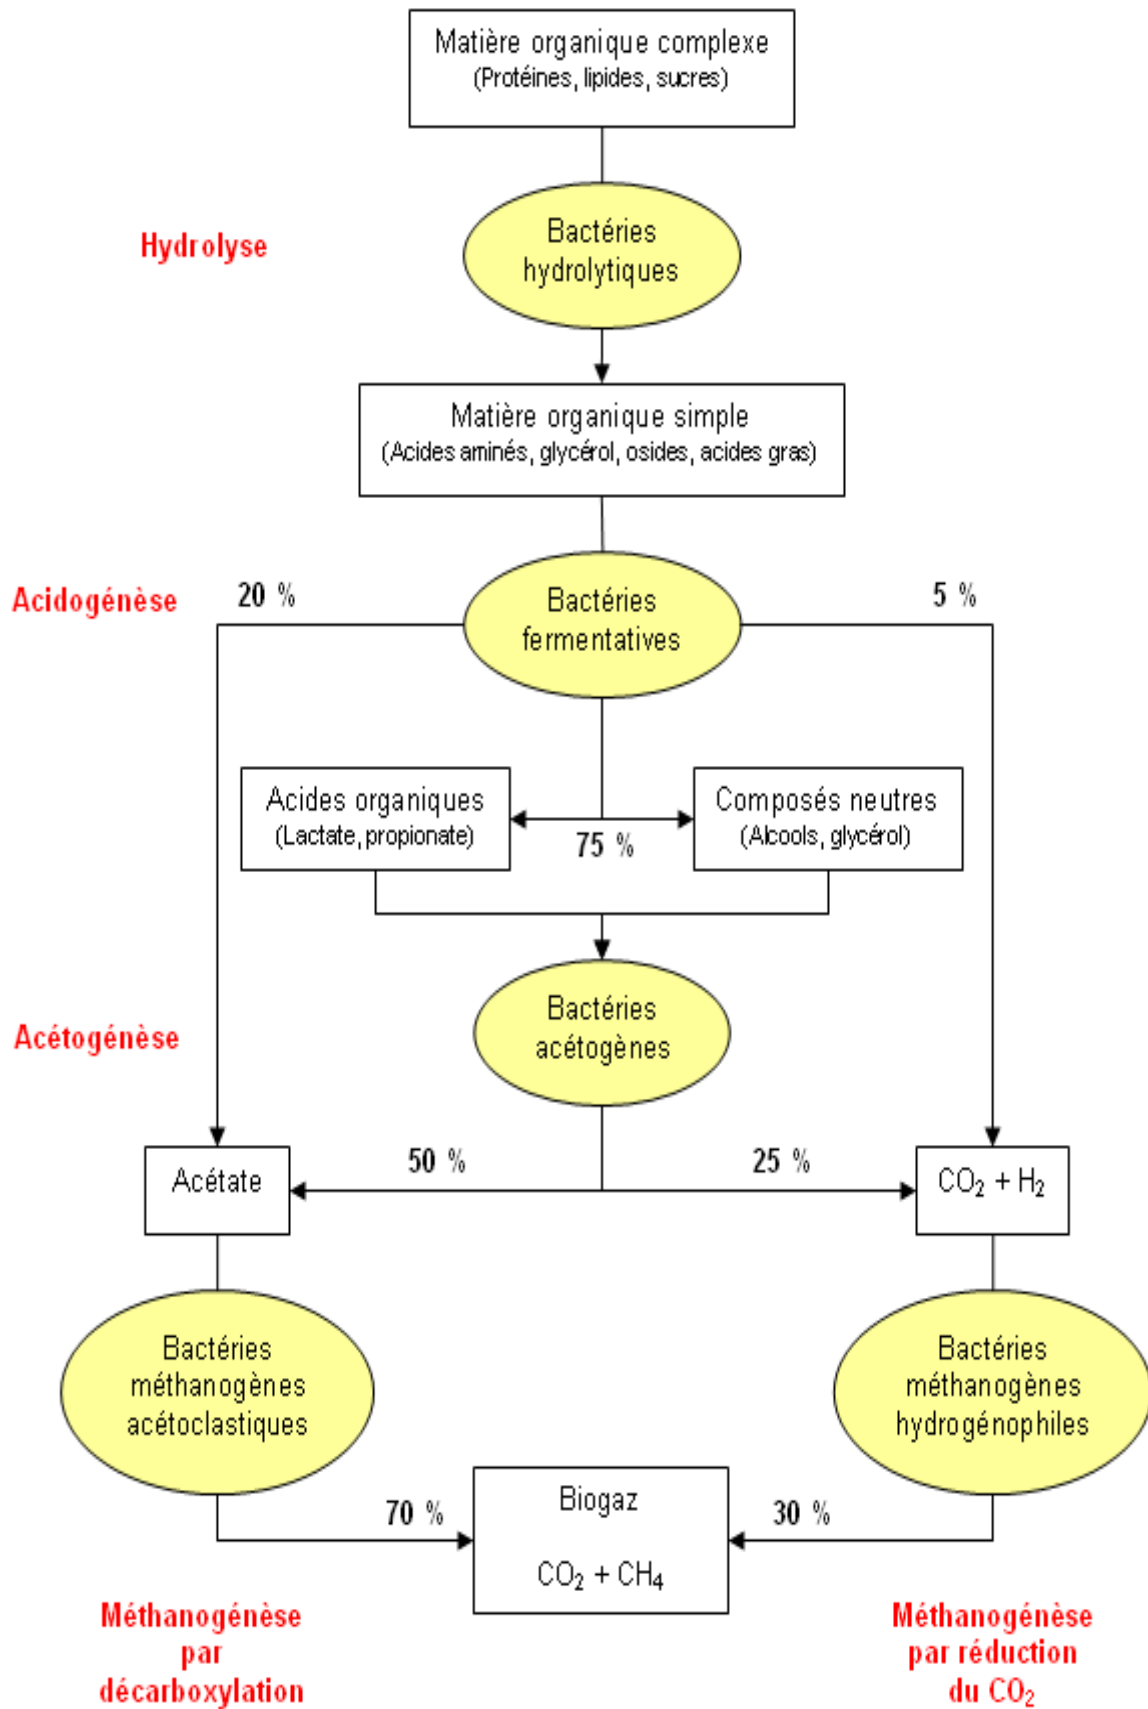 Matière organique complexe
(Protéines, lipides, sucres)
Hydrolyse
Bactéries
hydrolytiques
Matière organique simple
(Acides aminés, glycérol, osides, acides gras)
Acidogénèse
20 %
Bactéries
fermentatives
5 %
Acides organiques
(Lactate, propionate)
75 %
Composés neutres
(Alcools, glycérol)
Acétogénèse
Bactéries
acétogènes
Acétate
50 %
25 %
CO₂ + H₂
Bactéries
méthanogènes
acétoclastiques
Bactéries
méthanogènes
hydrogénophiles
70 %
Biogaz
CO₂ + CH₄
30 %
Méthanogénèse
par
décarboxylation
Méthanogénèse
par réduction
du CO₂